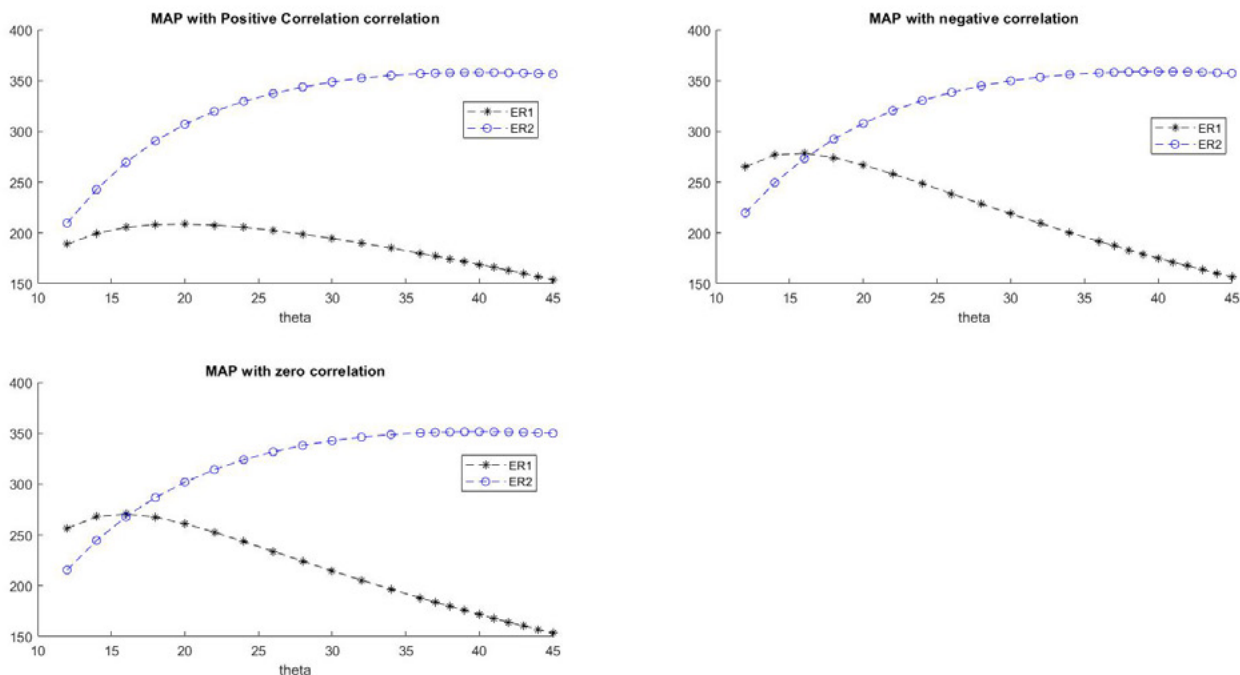 MAP with Positive Correlation correlation
400
350
300
250
200
150
ER1
ER2
10 15 20 25 30 35 40 45
theta
MAP with negative correlation
400
350
300
250
200
150
ER1
ER2
10 15 20 25 30 35 40 45
theta
MAP with zero correlation
400
350
300
250
200
150
ER1
ER2
10 15 20 25 30 35 40 45
theta